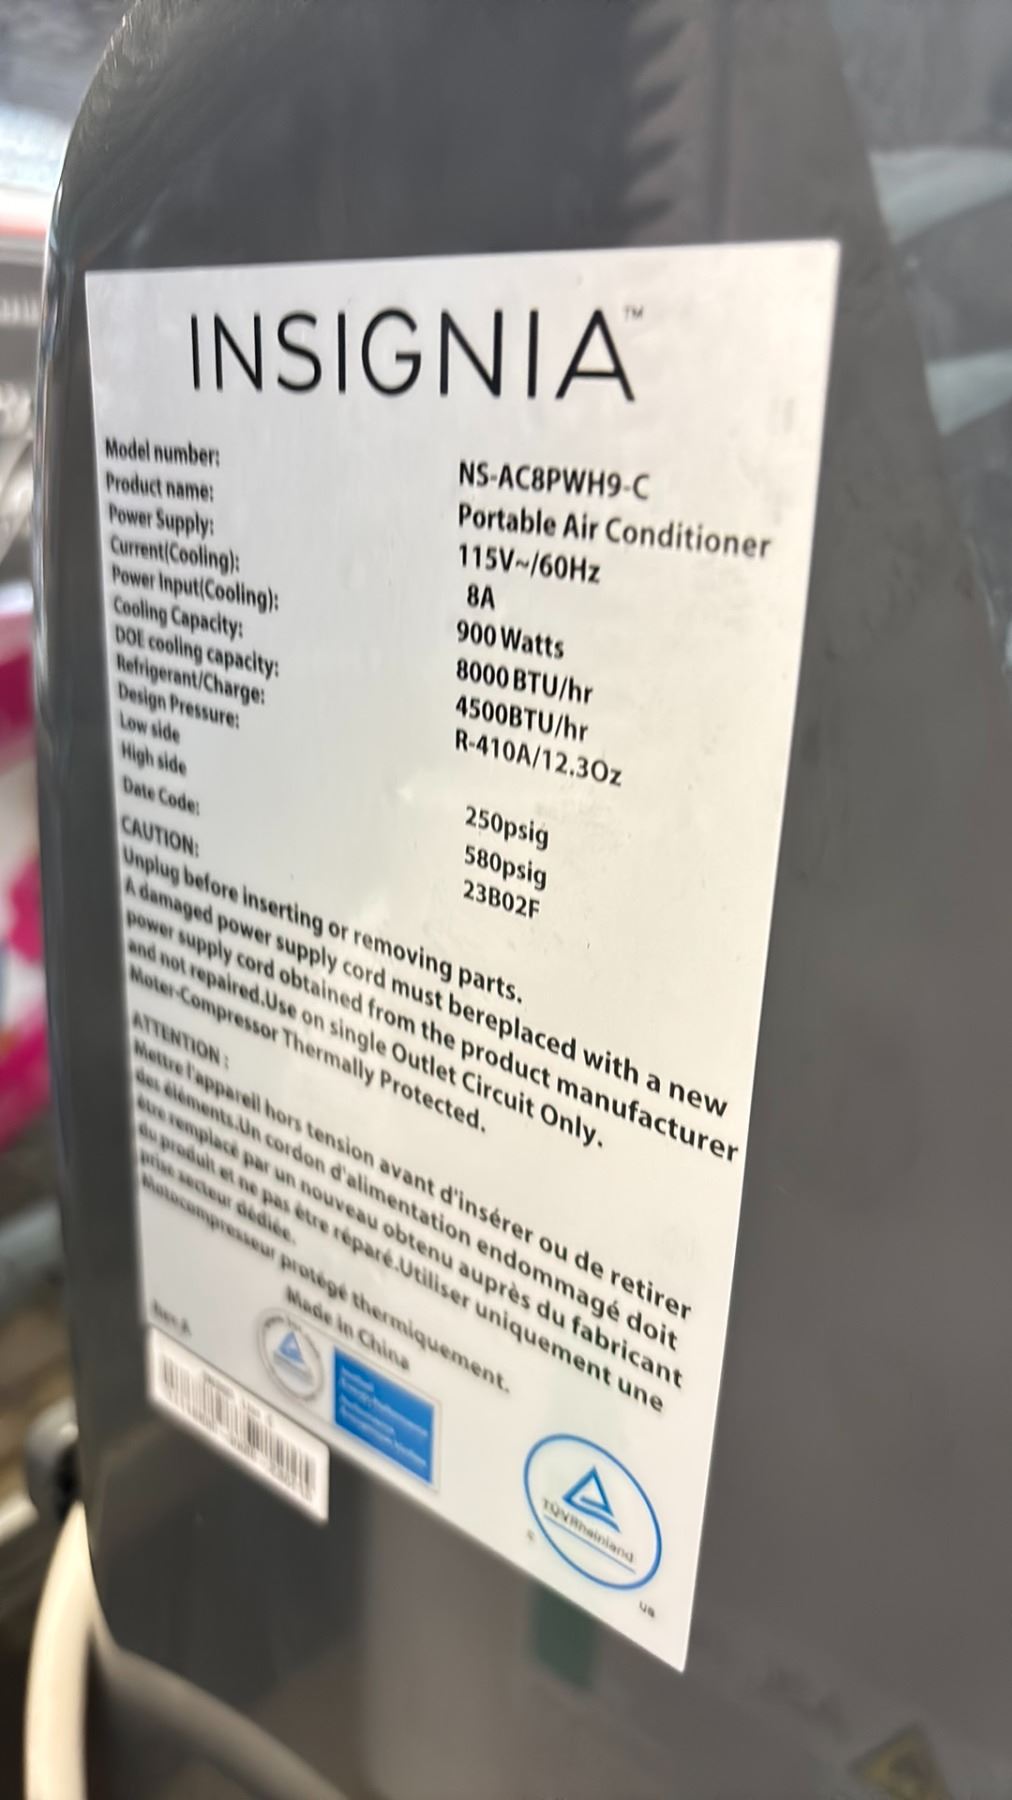 INSIGNIA™
Model number: NS-AC8PWH9-C
Product name: Portable Air Conditioner
Power Supply: 115V~/60Hz
Current(Cooling): 8A
Power Input(Cooling): 900 Watts
Cooling Capacity: 8000 BTU/hr
DOE cooling capacity: 4500BTU/hr
Refrigerant/Charge: R-410A/12.3Oz
Design Pressure:
Low side 250psig
High side 580psig
Date Code: 23B02F
CAUTION:
Unplug before inserting or removing parts.
A damaged power supply cord must bereplaced with a new
power supply cord obtained from the product manufacturer
and not repaired.Use on single Outlet Circuit Only.
Moter-Compressor Thermally Protected.
ATTENTION :
Mettre l'appareil hors tension avant d'insérer ou de retirer
des éléments.Un cordon d'alimentation endommagé doit
être remplacé par un nouveau obtenu auprès du fabricant
du produit et ne pas être réparé.Utiliser uniquement une
prise secteur dédiée.
Motocompresseur protégé thermiquement.
Made in China
TÜVRheinland
C US